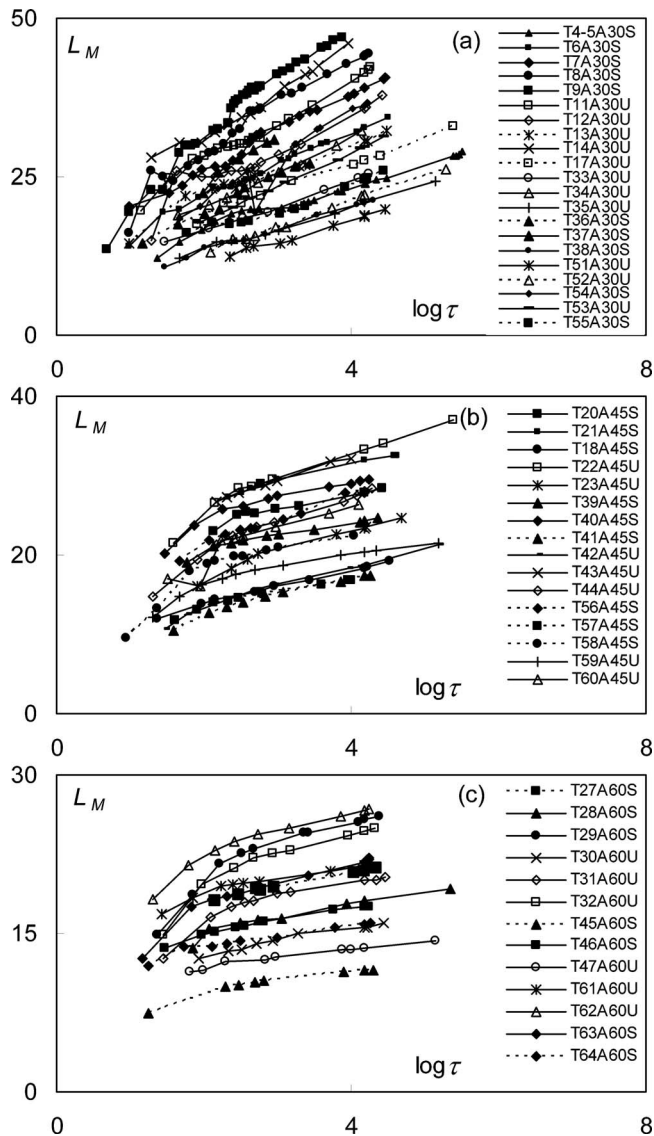 50
L_M
(a)
T4-5A30S
T6A30S
T7A30S
T8A30S
T9A30S
T11A30U
T12A30U
T13A30U
T14A30U
T17A30U
T33A30U
T34A30U
T35A30U
T36A30S
T37A30S
T38A30S
T51A30U
T52A30U
T54A30S
T53A30U
T55A30S
25
log τ
0
0
4
8
40
L_M
(b)
T20A45S
T21A45S
T18A45S
T22A45U
T23A45U
T39A45S
T40A45S
T41A45S
T42A45U
T43A45U
T44A45U
T56A45S
T57A45S
T58A45S
T59A45U
T60A45U
20
log τ
0
0
4
8
30
L_M
(c)
T27A60S
T28A60S
T29A60S
T30A60U
T31A60U
T32A60U
T45A60S
T46A60S
T47A60U
T61A60U
T62A60U
T63A60S
T64A60S
15
log τ
0
0
4
8